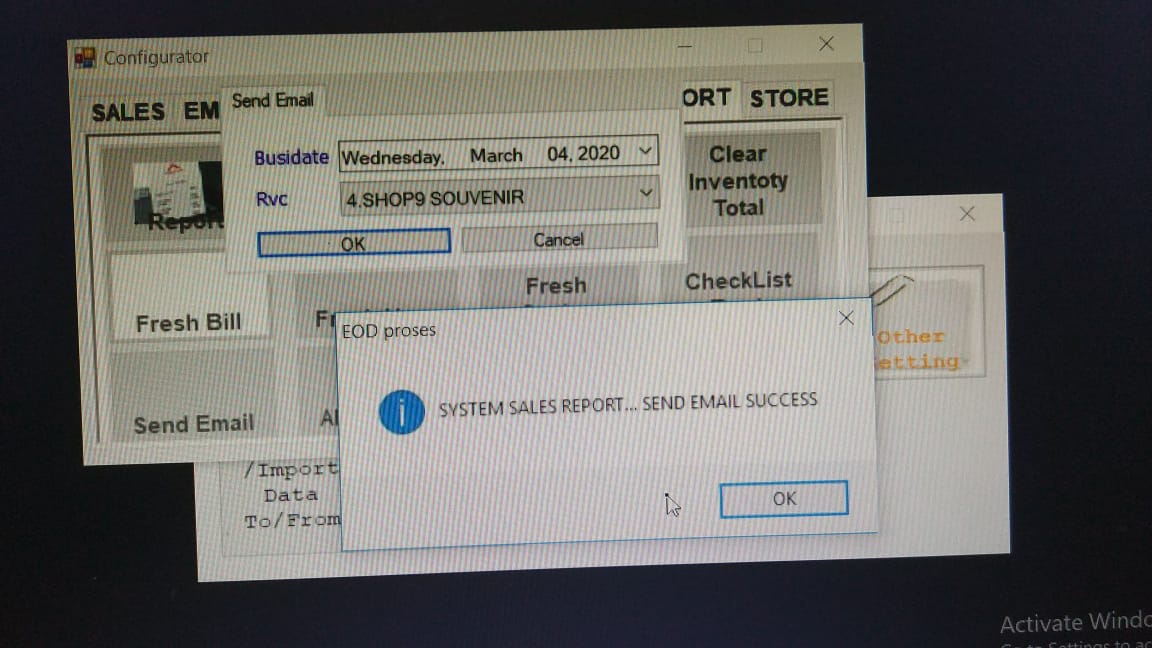 Configurator
SALES
Send Email
ORT STORE
Busidate Wednesday, March 04, 2020
Rvc 4.SHOP9 SOUVENIR
OK Cancel
Report
Clear
Inventoty
Total
Fresh Bill
Fresh
CheckList
Send Email
EOD proses
SYSTEM SALES REPORT... SEND EMAIL SUCCESS
OK
Other
etting
/Import
Data
To/From
Activate Windo